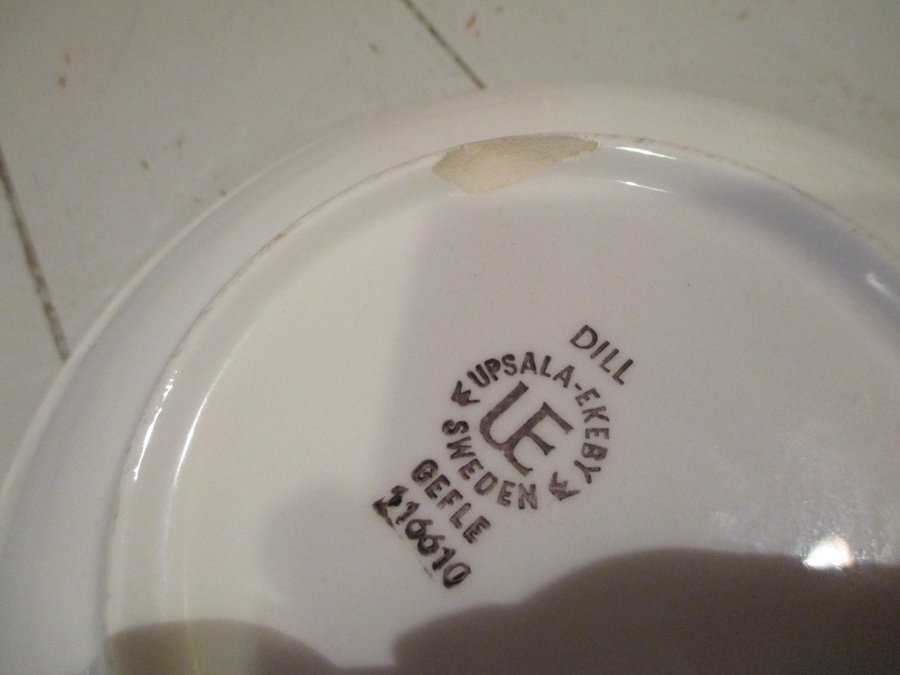 DILL
UPSALA-EKEBY
UE
SWEDEN
GEFLE
216610